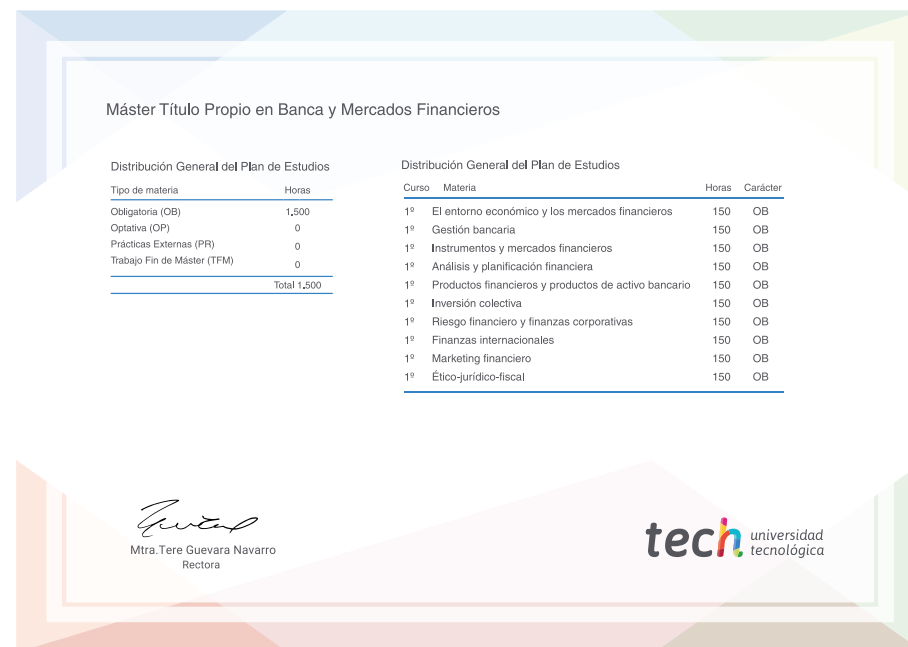 Máster Título Propio en Banca y Mercados Financieros
Distribución General del Plan de Estudios
Tipo de materia Horas
Obligatoria (OB) 1.500
Optativa (OP) 0
Prácticas Externas (PR) 0
Trabajo Fin de Máster (TFM) 0
Total 1.500
Distribución General del Plan de Estudios
Curso Materia Horas Carácter
1º El entorno económico y los mercados financieros 150 OB
1º Gestión bancaria 150 OB
1º Instrumentos y mercados financieros 150 OB
1º Análisis y planificación financiera 150 OB
1º Productos financieros y productos de activo bancario 150 OB
1º Inversión colectiva 150 OB
1º Riesgo financiero y finanzas corporativas 150 OB
1º Finanzas internacionales 150 OB
1º Marketing financiero 150 OB
1º Ético-jurídico-fiscal 150 OB
Mtra.Tere Guevara Navarro
Rectora
tech universidad
tecnológica